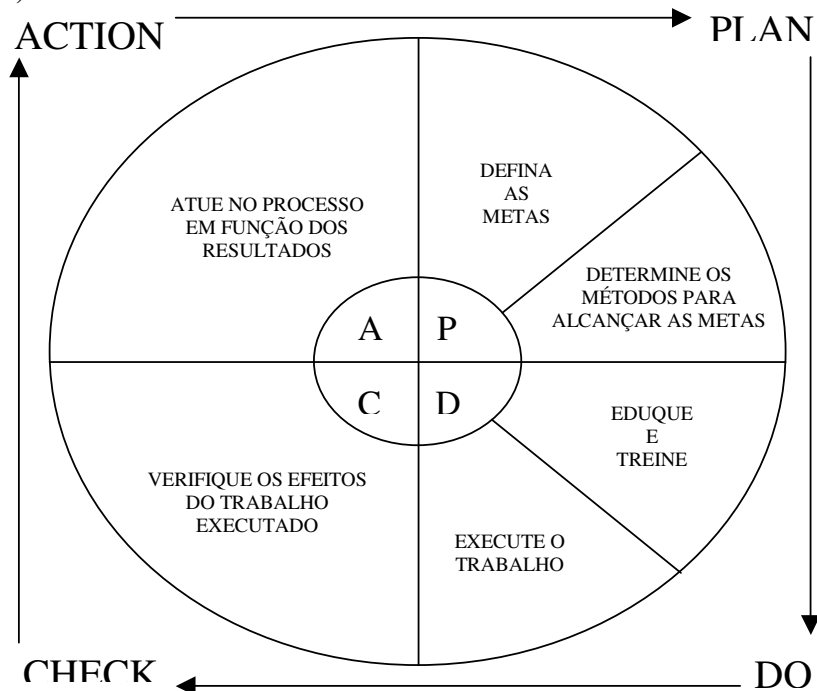 )
ACTION
PLAN
DEFINA
AS
METAS
ATUE NO PROCESSO
EM FUNÇÃO DOS
RESULTADOS
DETERMINE OS
MÉTODOS PARA
ALCANÇAR AS METAS
A
P
C
D
EDUQUE
E
TREINE
VERIFIQUE OS EFEITOS
DO TRABALHO
EXECUTADO
EXECUTE O
TRABALHO
CHECK
DO